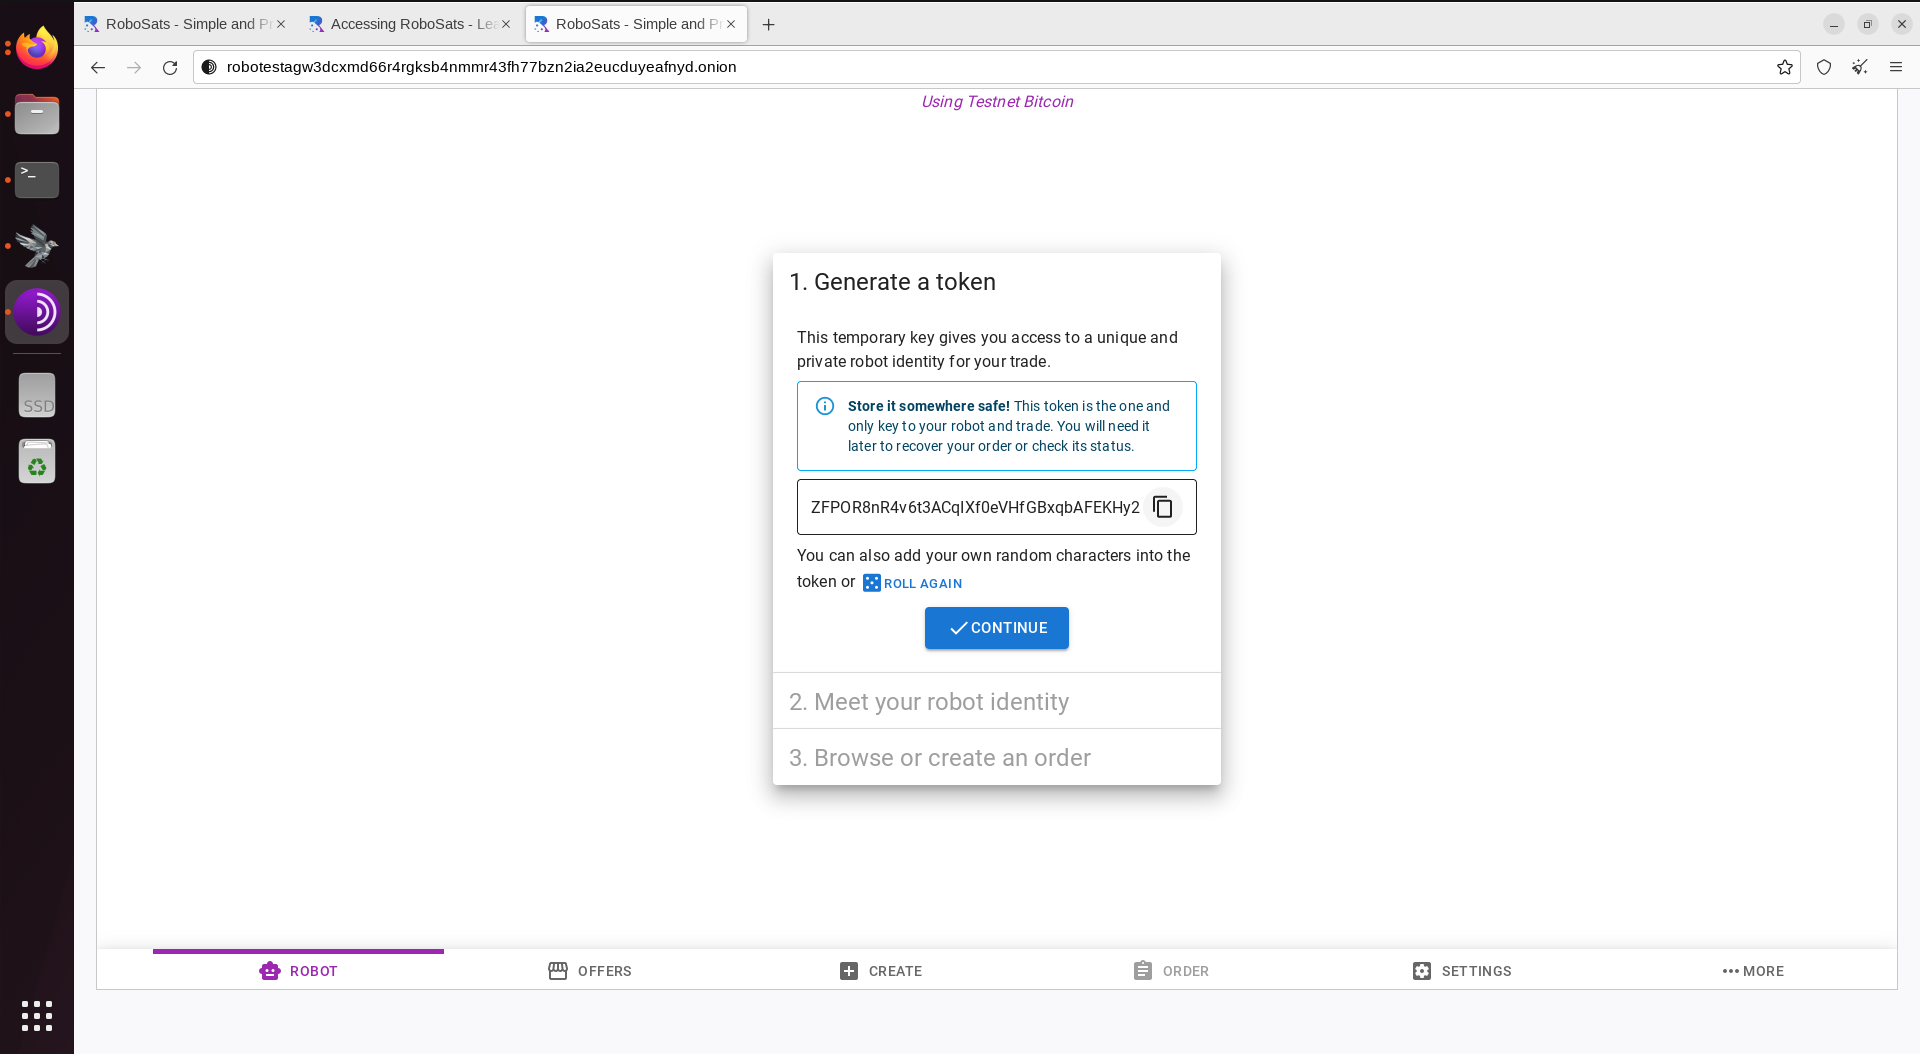 RoboSats - Simple and Pr
Accessing RoboSats - Lea
RoboSats - Simple and Pr
robotestagw3dcxmd66r4rgksb4nmmr43fh77bzn2ia2eucduyeafnyd.onion
Using Testnet Bitcoin
1. Generate a token
This temporary key gives you access to a unique and
private robot identity for your trade.
Store it somewhere safe! This token is the one and
only key to your robot and trade. You will need it
later to recover your order or check its status.
ZFPOR8nR4v6t3ACqIXf0eVHfGBxqbAFEKHy2
You can also add your own random characters into the
token or ROLL AGAIN
CONTINUE
2. Meet your robot identity
3. Browse or create an order
ROBOT
OFFERS
CREATE
ORDER
SETTINGS
MORE
>_
SSD